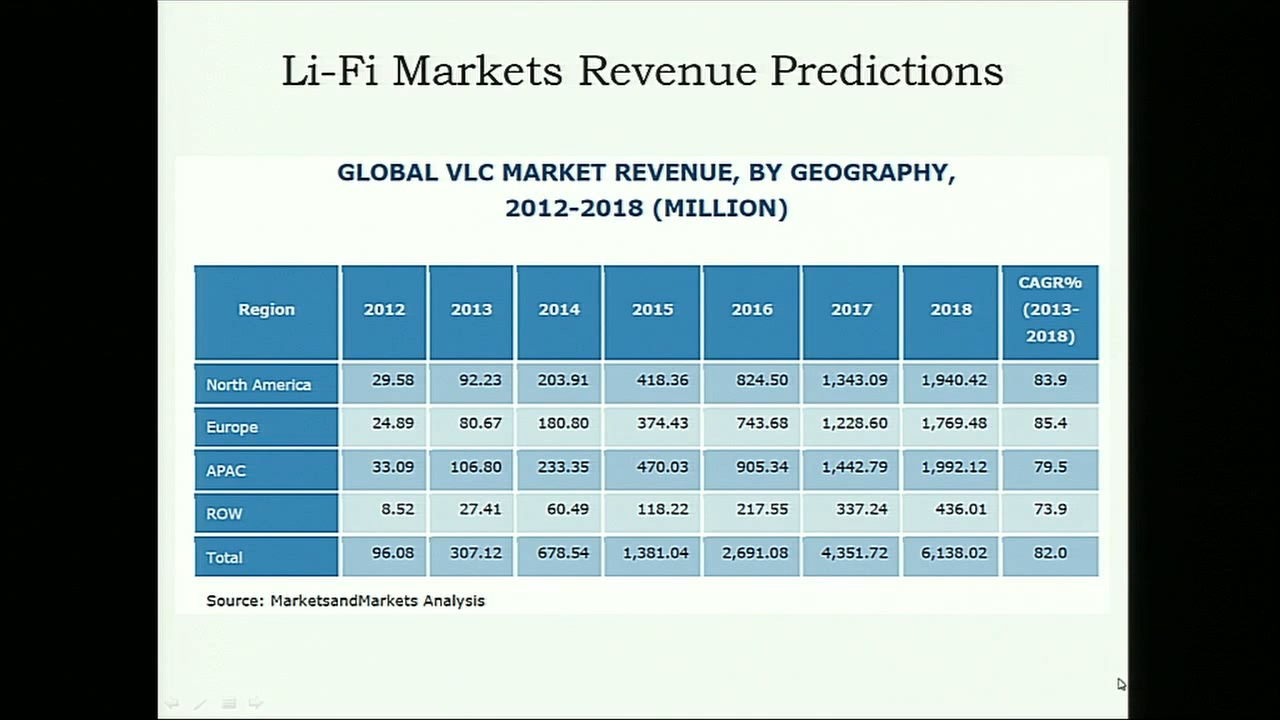 Li-Fi Markets Revenue Predictions
GLOBAL VLC MARKET REVENUE, BY GEOGRAPHY,
2012-2018 (MILLION)
Region 2012 2013 2014 2015 2016 2017 2018 CAGR% (2013-2018)
North America 29.58 92.23 203.91 418.36 824.50 1,343.09 1,940.42 83.9
Europe 24.89 80.67 180.80 374.43 743.68 1,228.60 1,769.48 85.4
APAC 33.09 106.80 233.35 470.03 905.34 1,442.79 1,992.12 79.5
ROW 8.52 27.41 60.49 118.22 217.55 337.24 436.01 73.9
Total 96.08 307.12 678.54 1,381.04 2,691.08 4,351.72 6,138.02 82.0
Source: MarketsandMarkets Analysis